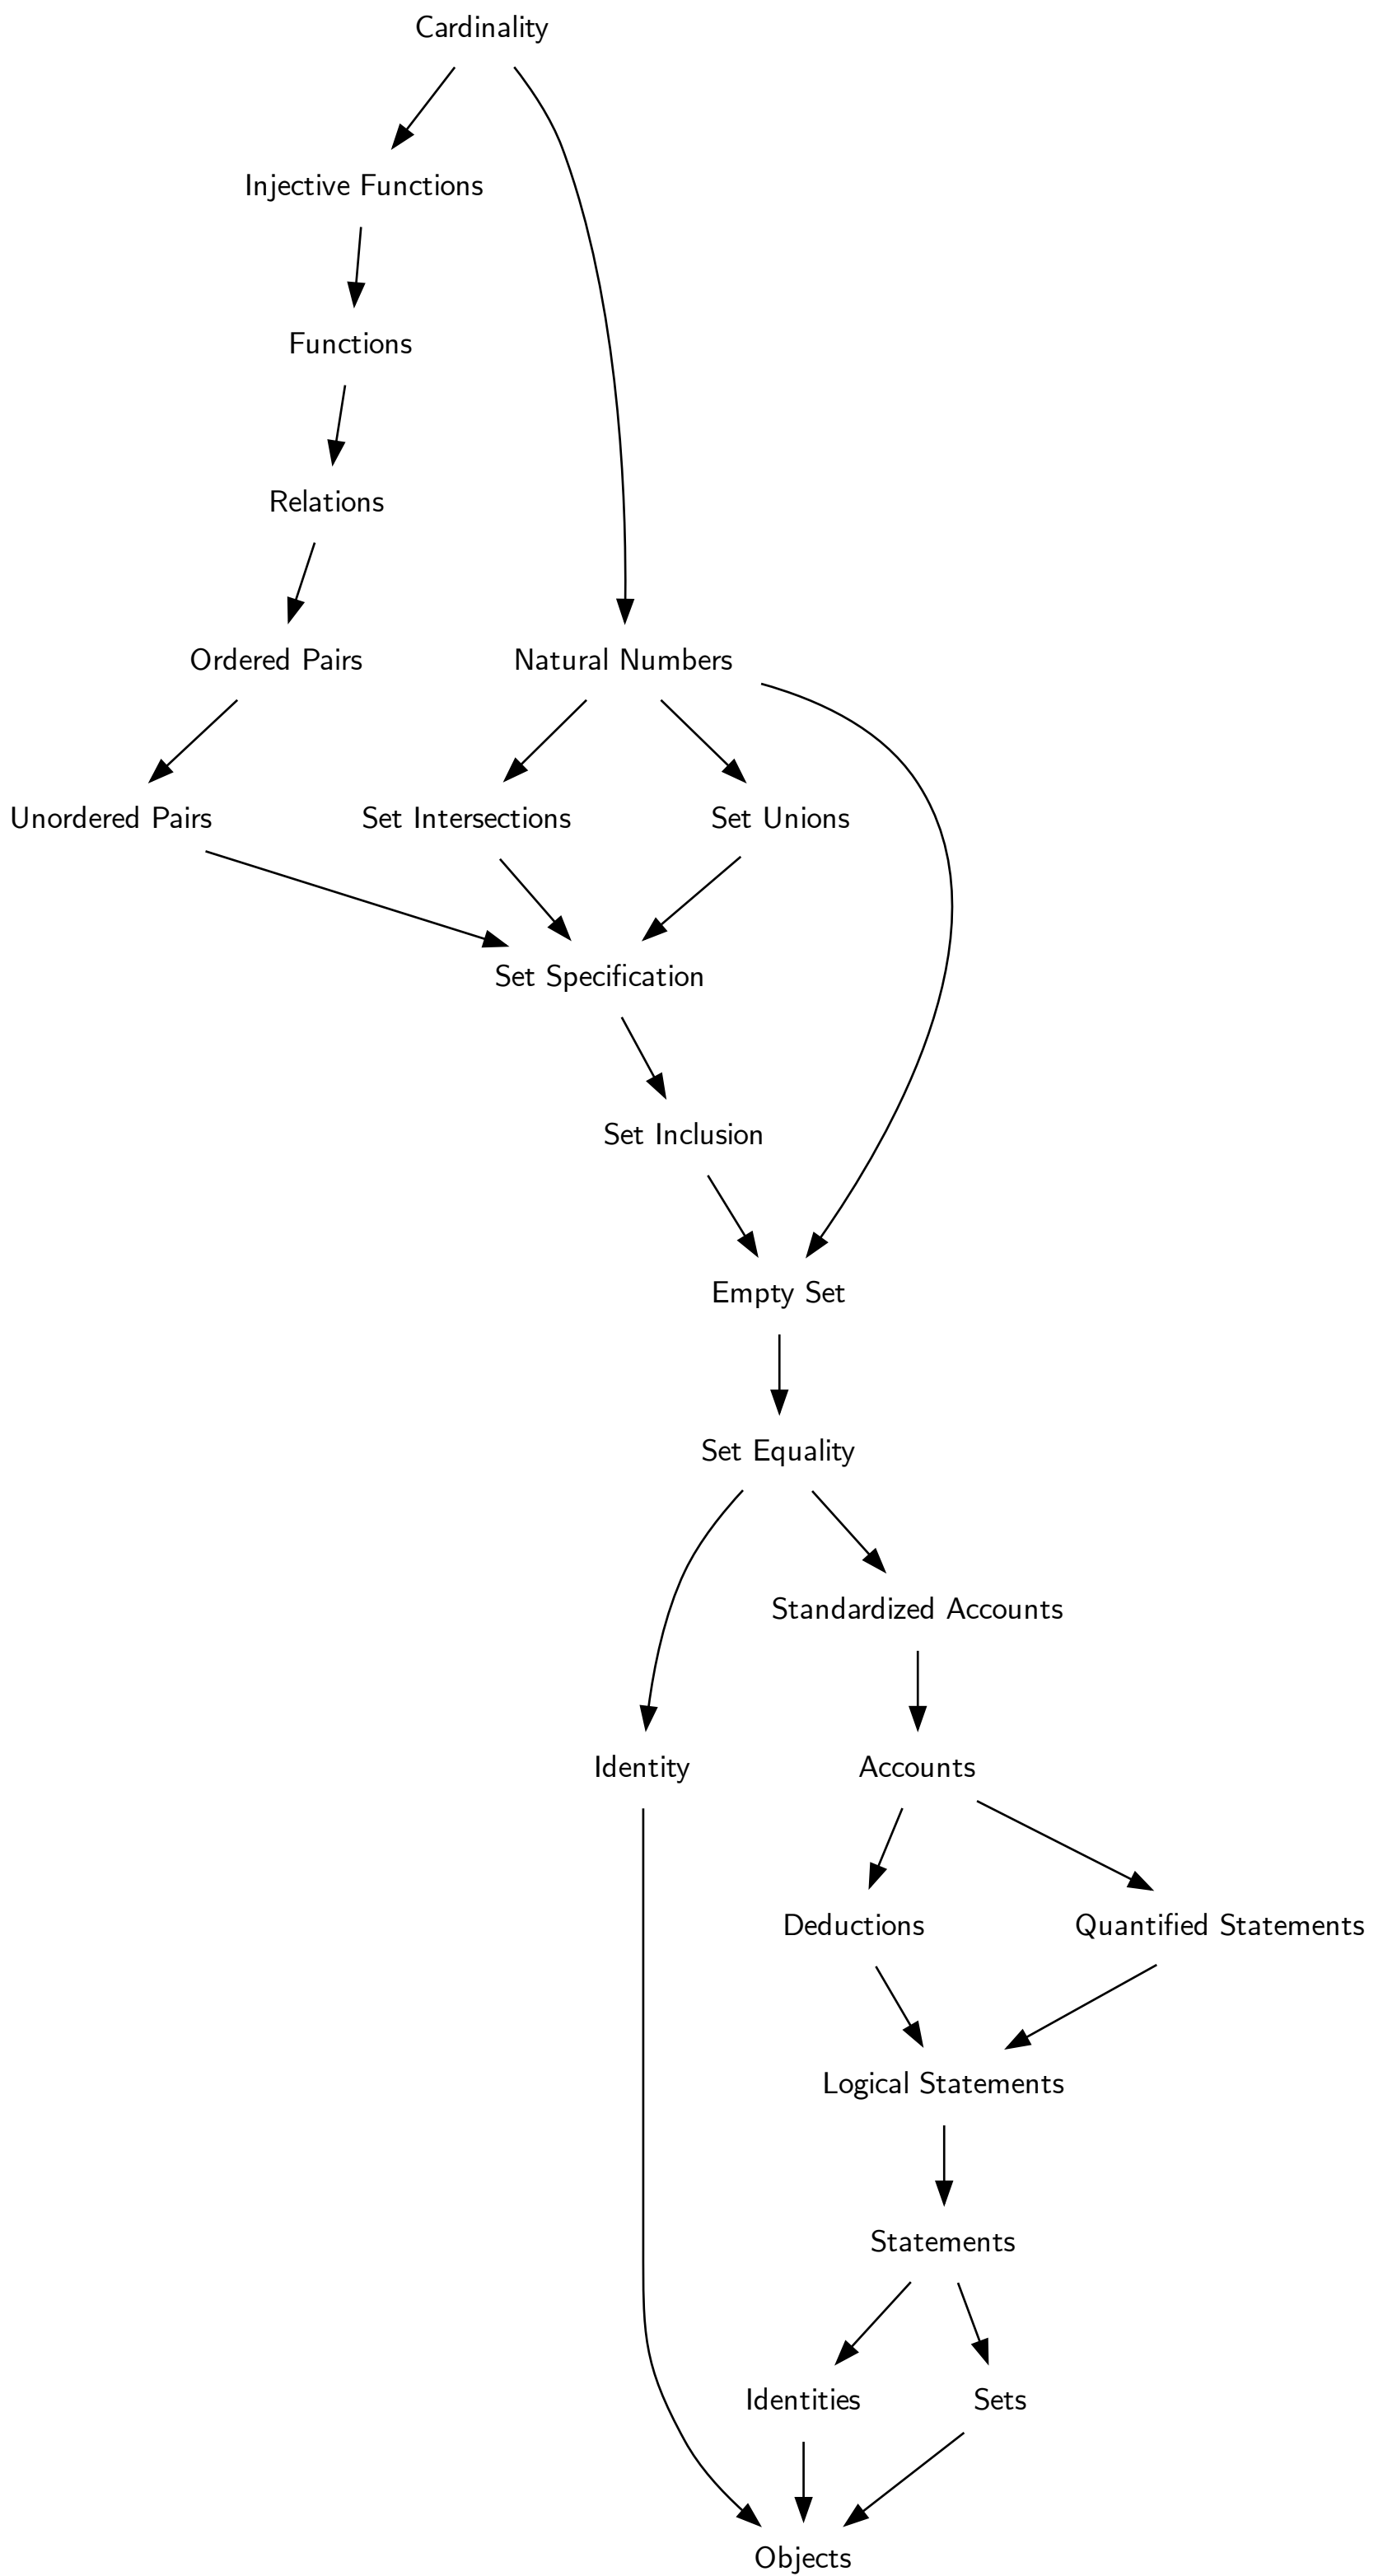 Cardinality
Injective Functions
Functions
Relations
Ordered Pairs
Natural Numbers
Unordered Pairs
Set Intersections
Set Unions
Set Specification
Set Inclusion
Empty Set
Set Equality
Standardized Accounts
Identity
Accounts
Deductions
Quantified Statements
Logical Statements
Statements
Identities
Sets
Objects